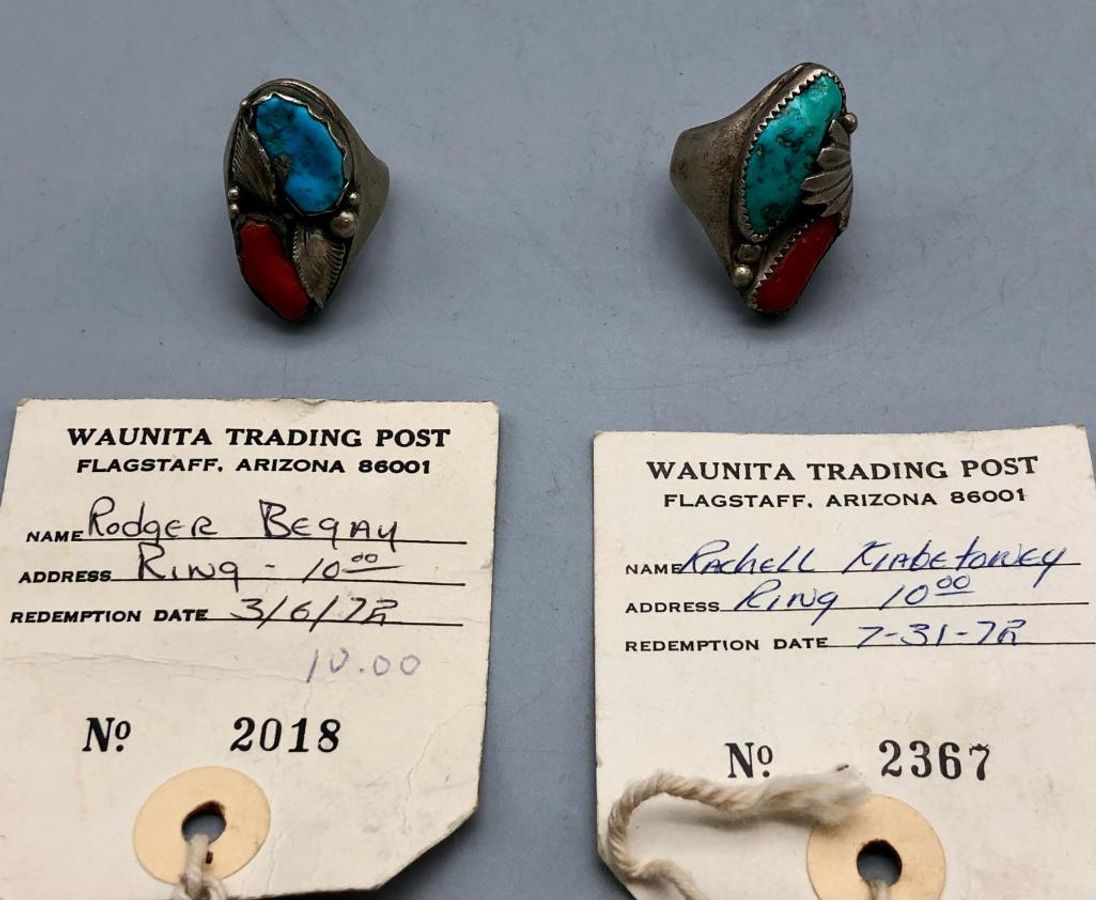 WAUNITA TRADING POST
FLAGSTAFF, ARIZONA 86001
NAME Rodger Begay
ADDRESS Ring - 10 00
REDEMPTION DATE 3/6/72
10.00
No. 2018
WAUNITA TRADING POST
FLAGSTAFF, ARIZONA 86001
NAME Rachell
ADDRESS Ring 10 00
REDEMPTION DATE 7-31-72
No. 2367